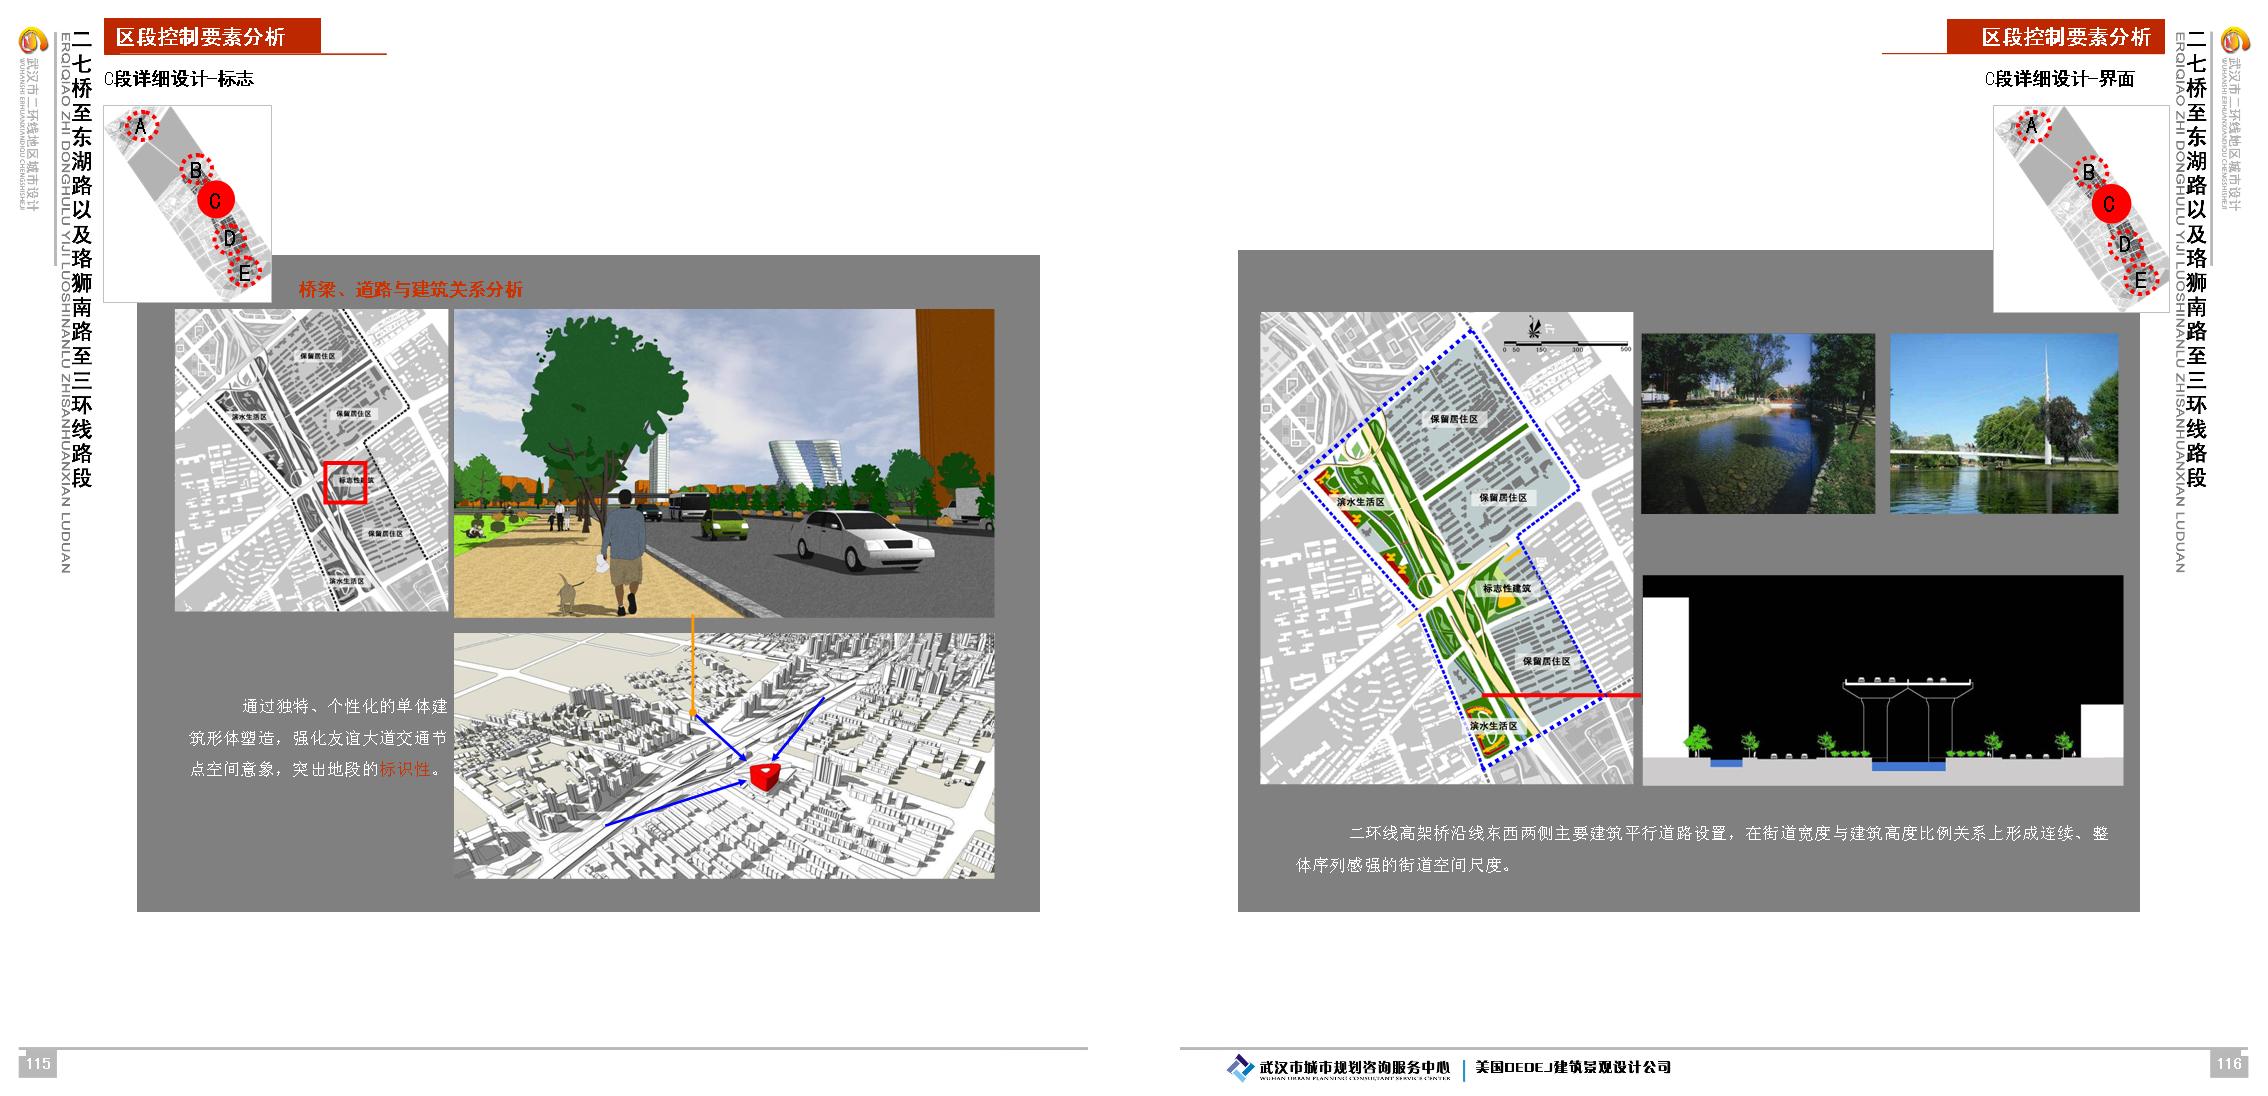 区段控制要素分析
C段详细设计-标志
武汉市二环线地区城市设计
WUHANSHI ERHUANXIANDIQU CHENGSHISHEJI
二七桥至东湖路以及珞狮南路至三环线路段
ERQIQIAO ZHI DONGHULU YIJI LUOSHINANLU ZHISANHUANXIAN LUDUAN
A
B
C
D
E
桥梁、道路与建筑关系分析
保留居住区
滨水生活区
保留居住区
标志性建筑
保留居住区
滨水生活区
通过独特、个性化的单体建
筑形体塑造，强化友谊大道交通节
点空间意象，突出地段的标识性。
115
区段控制要素分析
C段详细设计-界面
武汉市二环线地区城市设计
WUHANSHI ERHUANXIANDIQU CHENGSHISHEJI
二七桥至东湖路以及珞狮南路至三环线路段
ERQIQIAO ZHI DONGHULU YIJI LUOSHINANLU ZHISANHUANXIAN LUDUAN
A
B
C
D
E
北
0 50 150 300 500
保留居住区
保留居住区
滨水生活区
标志性建筑
保留居住区
滨水生活区
二环线高架桥沿线东西两侧主要建筑平行道路设置，在街道宽度与建筑高度比例关系上形成连续、整
体序列感强的街道空间尺度。
武汉市城市规划咨询服务中心
WUHAN URBAN PLANNING CONSULTANT SERVICE CENTER
美国DEDEJ建筑景观设计公司
116